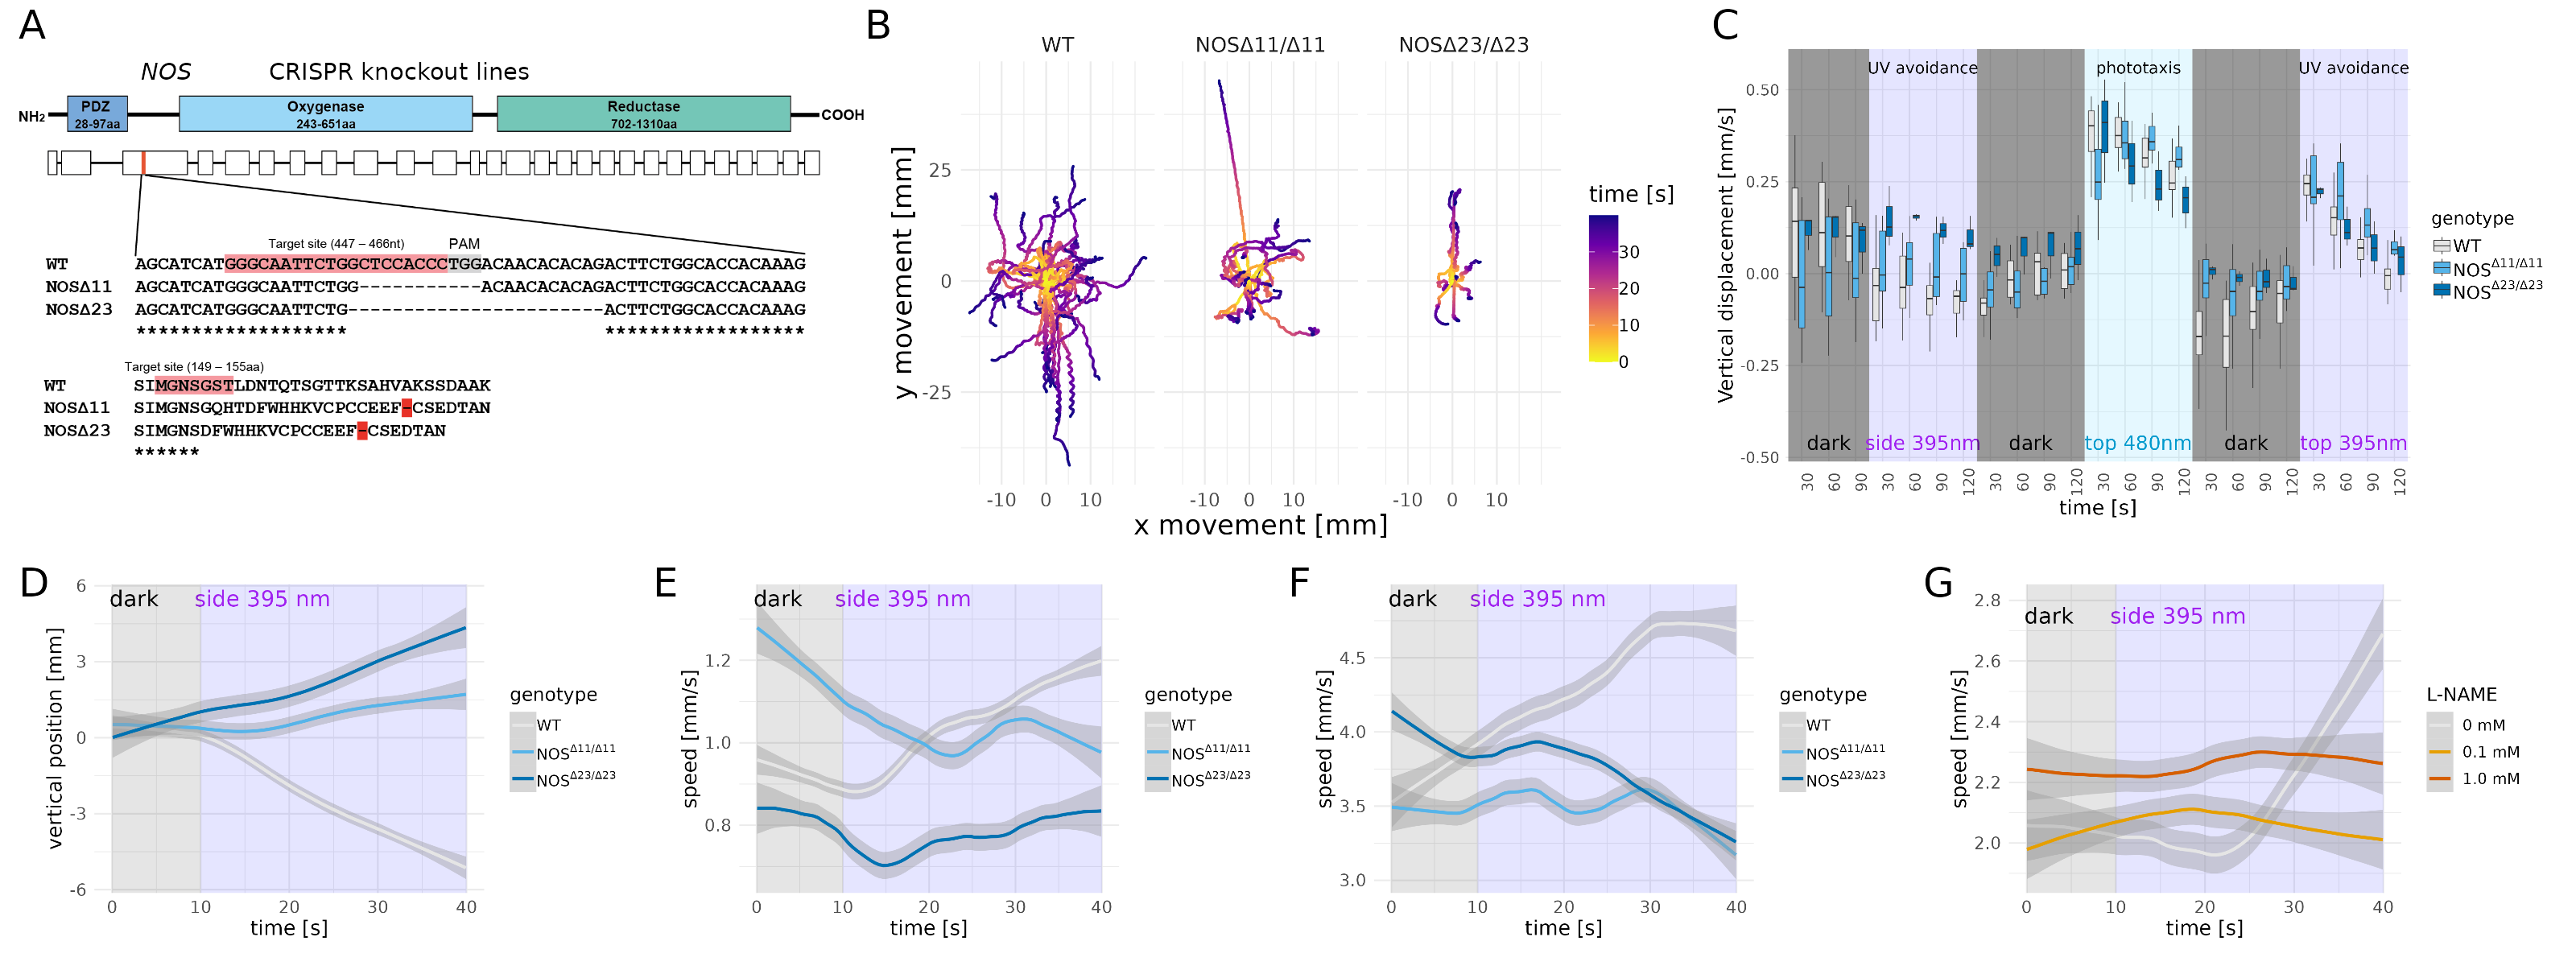 A
NOS CRISPR knockout lines
NH2 PDZ 28-97aa Oxygenase 243-651aa Reductase 702-1310aa COOH
Target site (447 – 466nt) PAM
WT AGCATCATGGGCAATTCTGGCTCCACCCTGGACAACACACAGACTTCTGGCACCACAAAG
NOSΔ11 AGCATCATGGGCAATTCTGG-----------ACAACACACAGACTTCTGGCACCACAAAG
NOSΔ23 AGCATCATGGGCAATTCTG-----------------------ACTTCTGGCACCACAAAG
******************* ******************
Target site (149 – 155aa)
WT SIMGNSGSTLDNTQTSGTTKSAHVAKSSDAAK
NOSΔ11 SIMGNSGQHTDFWHHKVCPCCEEF-CSEDTAN
NOSΔ23 SIMGNSDFWHHKVCPCCEEF-CSEDTAN
******
B
WT NOSΔ11/Δ11 NOSΔ23/Δ23
y movement [mm]
25
0
-25
-10 0 10 -10 0 10 -10 0 10
x movement [mm]
time [s]
30
20
10
0
C
UV avoidance phototaxis UV avoidance
Vertical displacement [mm/s]
0.50
0.25
0.00
-0.25
-0.50
dark side 395nm dark top 480nm dark top 395nm
30 60 90 30 60 90 120 30 60 90 120 30 60 90 120 30 60 90 120 30 60 90 120
time [s]
genotype
WT
NOSΔ11/Δ11
NOSΔ23/Δ23
D
dark side 395 nm
vertical position [mm]
6
3
0
-3
-6
0 10 20 30 40
time [s]
genotype
WT
NOSΔ11/Δ11
NOSΔ23/Δ23
E
dark side 395 nm
speed [mm/s]
1.2
1.0
0.8
0 10 20 30 40
time [s]
genotype
WT
NOSΔ11/Δ11
NOSΔ23/Δ23
F
dark side 395 nm
speed [mm/s]
4.5
4.0
3.5
3.0
0 10 20 30 40
time [s]
genotype
WT
NOSΔ11/Δ11
NOSΔ23/Δ23
G
dark side 395 nm
speed [mm/s]
2.8
2.6
2.4
2.2
2.0
0 10 20 30 40
time [s]
L-NAME
0 mM
0.1 mM
1.0 mM